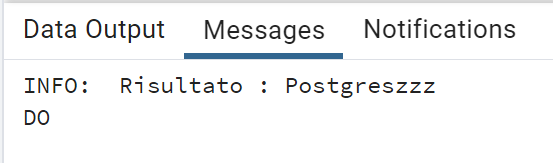 Data Output Messages Notifications
INFO:  Risultato : Postgreszzz
DO